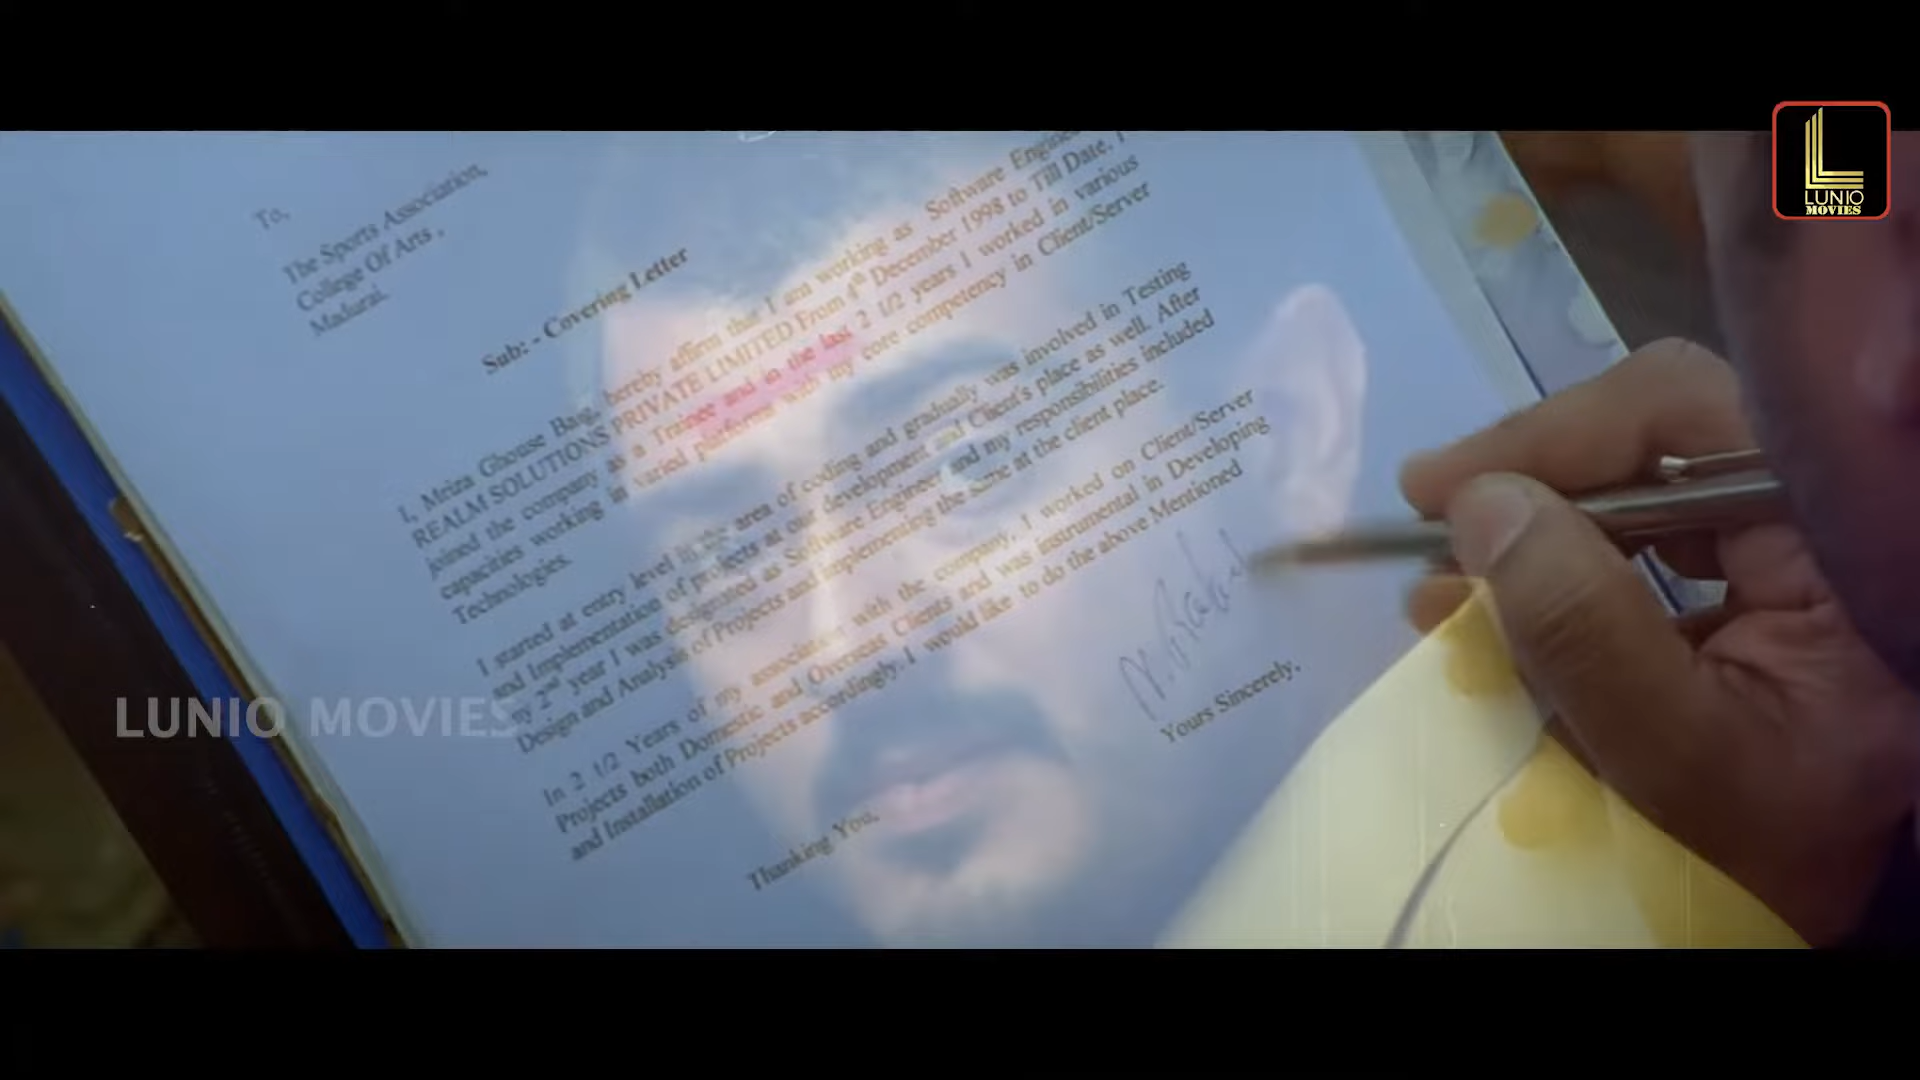 LUNIO
MOVIES
To,
The Sports Association,
College Of Arts ,
Madurai.
Sub: - Covering Letter
I, Mriza Ghouse Baig, hereby affirm that I am working as Software Engineer
REALM SOLUTIONS PRIVATE LIMITED From 4th December 1998 to Till Date. I
joined the company as a Trainee and in the last 2 1/2 years I worked in various
capacities working in varied platforms with my core competency in Client/Server
Technologies.
I started at entry level in the area of coding and gradually was involved in Testing
and Implementation of projects at our development and Client's place as well. After
my 2nd year I was designated as Software Engineer and my responsibilities included
Design and Analysis of Projects and implementing the same at the client place.
In 2 1/2 Years of my association with the company, I worked on Client/Server
Projects both Domestic and Overseas Clients and was instrumental in Developing
and Installation of Projects accordingly. I would like to do the above Mentioned
Thanking You,
Yours Sincerely,
LUNIO MOVIES